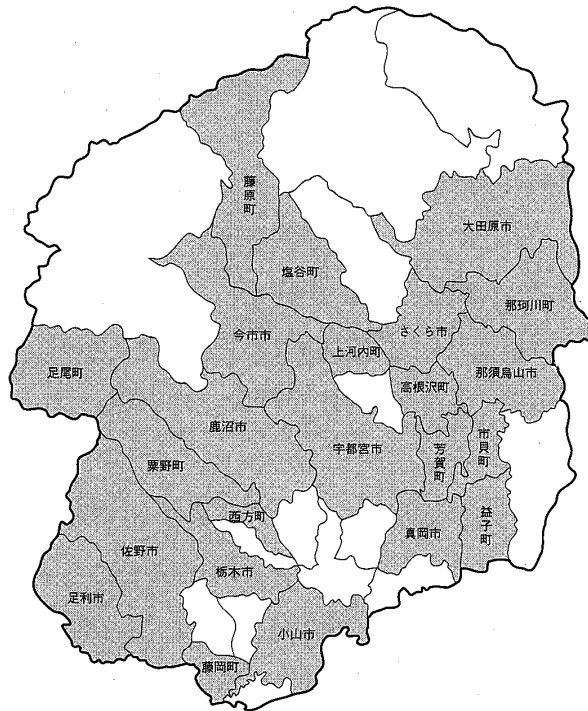 藤原町
大田原市
塩谷町
那珂川町
さくら市
今市市
上河内町
足尾町
高根沢町
那須烏山市
鹿沼市
宇都宮市
芳賀町
市貝町
粟野町
西方町
益子町
真岡市
佐野市
栃木市
足利市
小山市
藤岡町